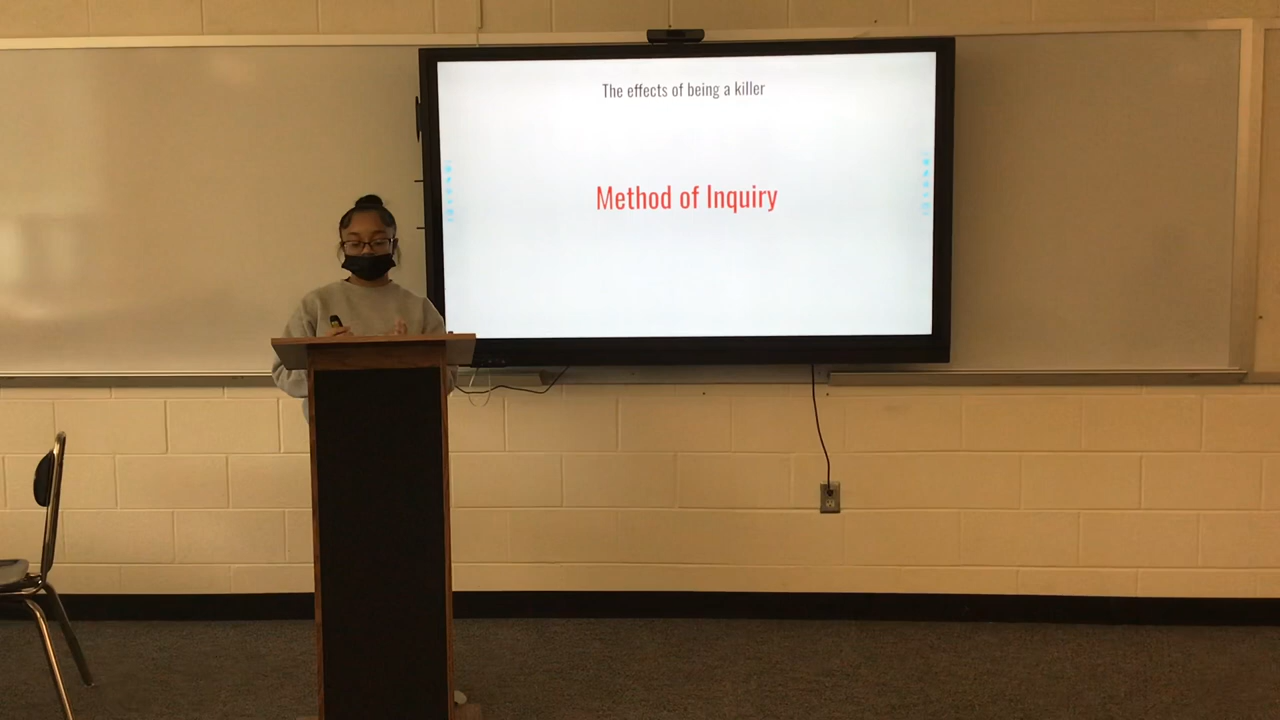 The effects of being a killer
Method of Inquiry